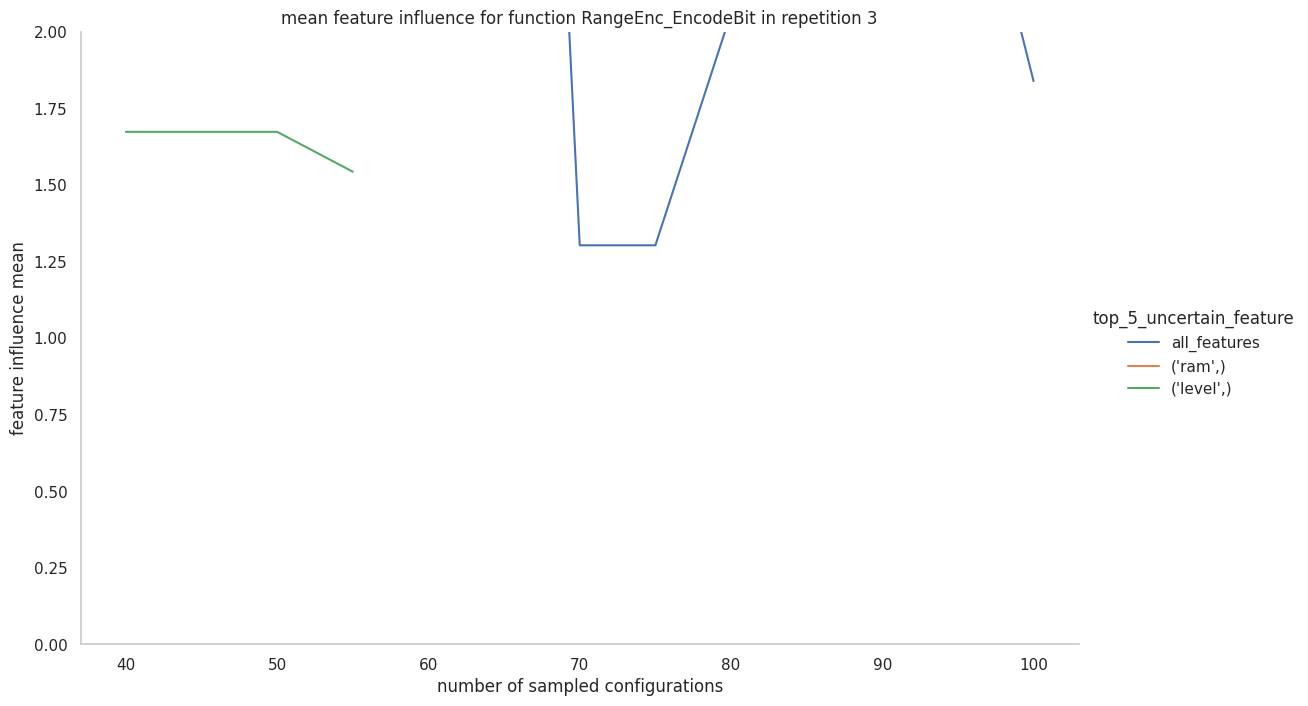 mean feature influence for function RangeEnc_EncodeBit in repetition 3
2.00
1.75
1.50
1.25
1.00
0.75
0.50
0.25
0.00
feature influence mean
40 50 60 70 80 90 100
number of sampled configurations
top_5_uncertain_feature
all_features
('ram',)
('level',)